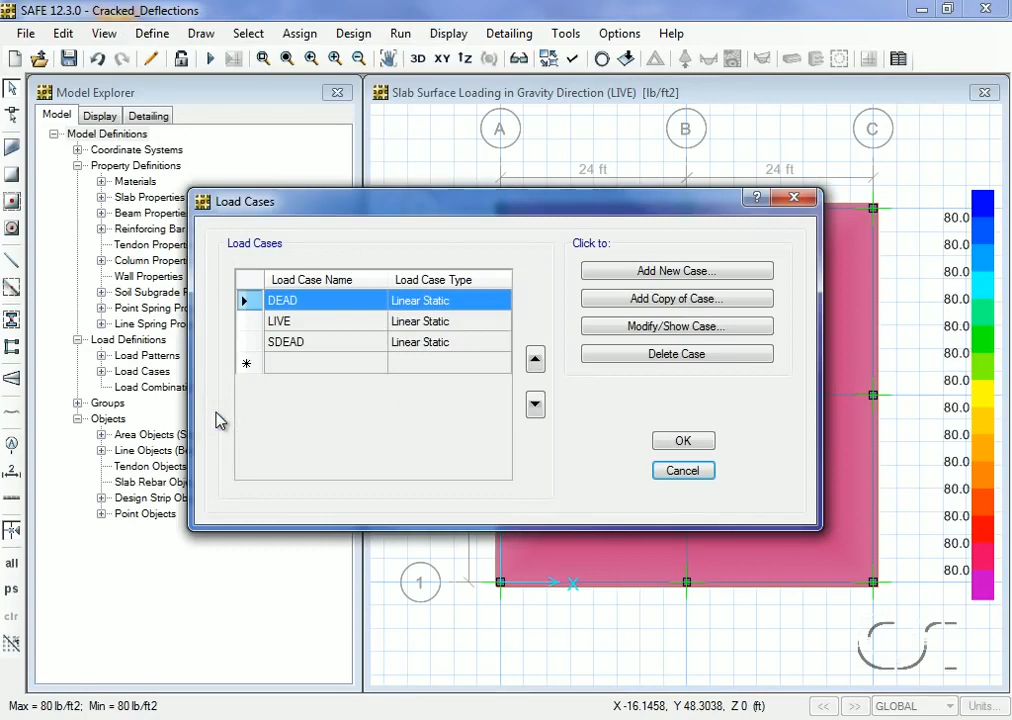 SAFE 12.3.0 - Cracked_Deflections
File Edit View Define Draw Select Assign Design Run Display Detailing Tools Options Help
3D XY ↑Z
Model Explorer
Slab Surface Loading in Gravity Direction (LIVE) [lb/ft2]
Model Display Detailing
Model Definitions
Coordinate Systems
Property Definitions
Materials
Slab Properties
Beam Properties
Reinforcing Bar
Tendon Propert
Column Propert
Wall Properties
Soil Subgrade
Point Spring Pro
Line Spring Pro
Load Definitions
Load Patterns
Load Cases
Load Combinati
Groups
Objects
Area Objects (S
Line Objects (B
Tendon Objects
Slab Rebar Obj
Design Strip Ob
Point Objects
all
ps
clr
A B C
24 ft 24 ft
Load Cases
Load Cases
Load Case Name Load Case Type
DEAD Linear Static
LIVE Linear Static
SDEAD Linear Static
Click to:
Add New Case...
Add Copy of Case...
Modify/Show Case...
Delete Case
OK
Cancel
80.0
80.0
80.0
80.0
80.0
80.0
80.0
80.0
80.0
80.0
80.0
80.0
80.0
1
X
CSI
Max = 80 lb/ft2; Min = 80 lb/ft2
X -16.1458, Y 48.3038, Z 0 (ft)
<< >> GLOBAL Units...